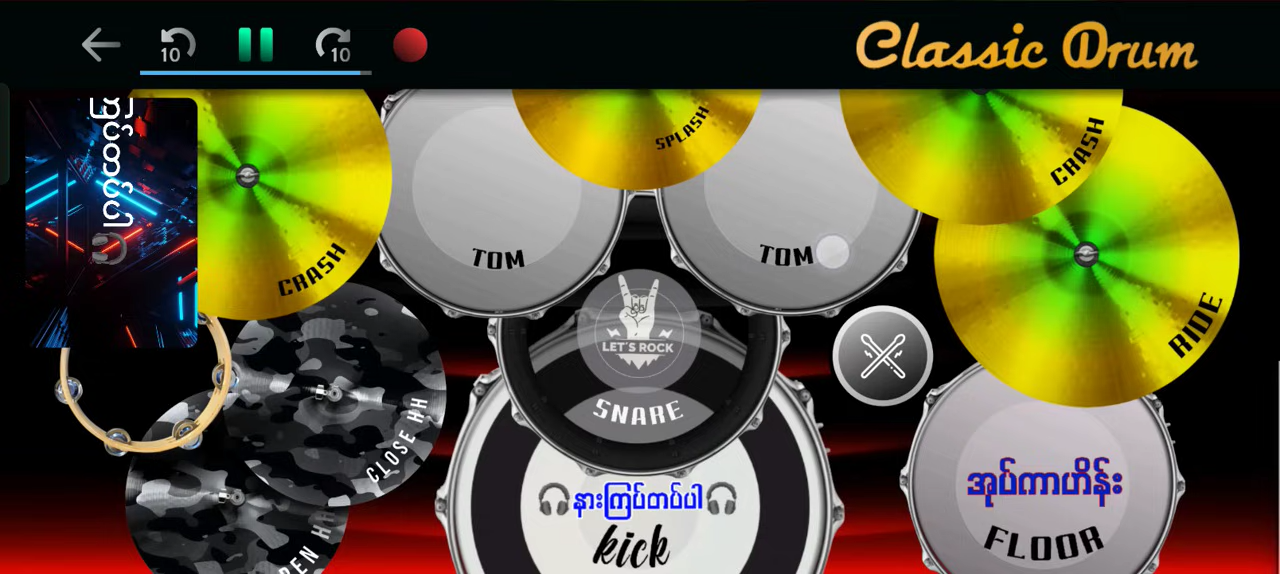 10
10
Classic Drum
CRASH
TOM
SPLASH
TOM
CRASH
RIDE
LET'S ROCK
SNARE
CLOSE HH
နားကြပ်တပ်ပါ
kick
အုပ်ကာဟိန်း
FLOOR